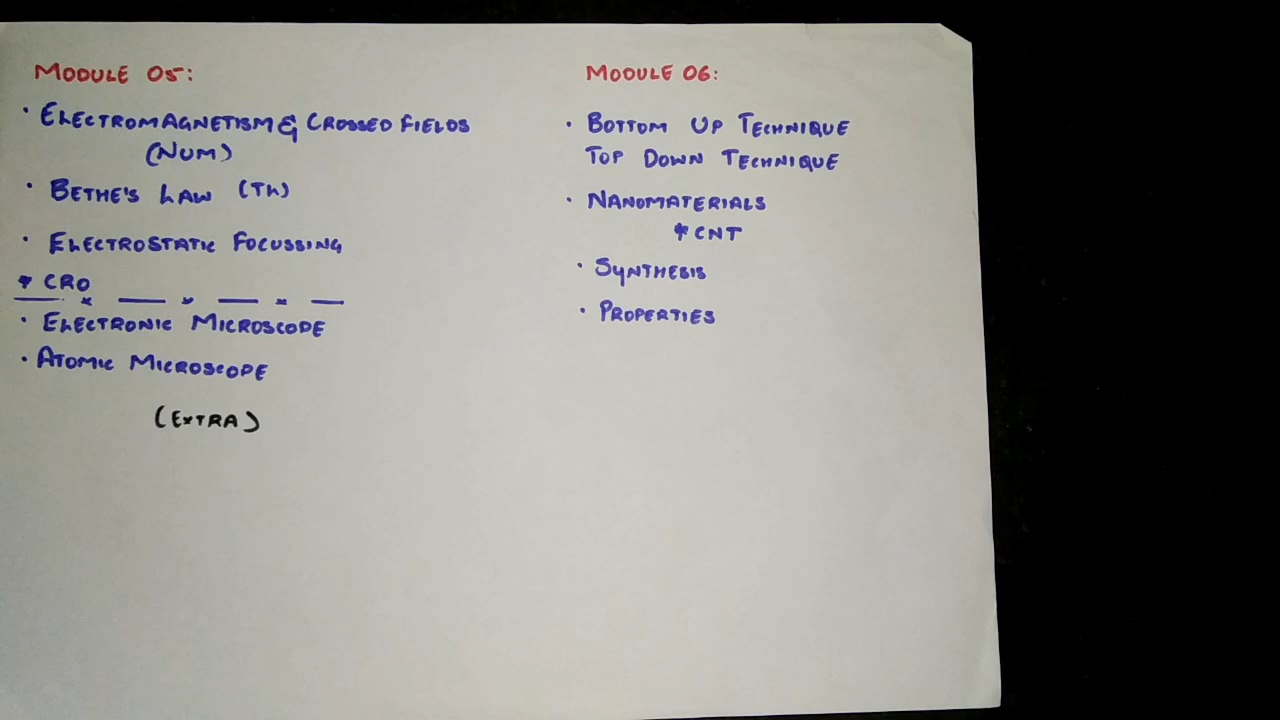 MODULE 05:
• ELECTROMAGNETISM & CROSSED FIELDS
(NUM)
• BETHE'S LAW (Th)
• ELECTROSTATIC FOCUSSING
* CRO
• ELECTRONIC MICROSCOPE
• ATOMIC MICROSCOPE
(EXTRA)
MODULE 06:
• BOTTOM UP TECHNIQUE
TOP DOWN TECHNIQUE
• NANOMATERIALS
* CNT
• SYNTHESIS
• PROPERTIES